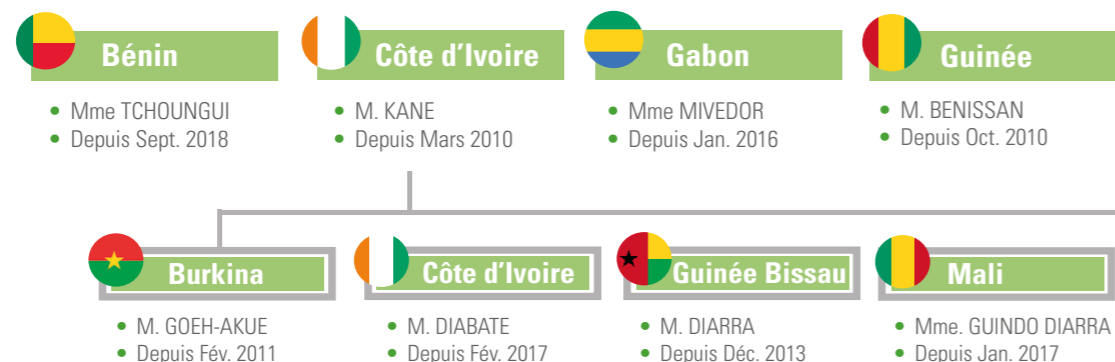 Bénin
• Mme TCHOUNGUI
• Depuis Sept. 2018
Côte d'Ivoire
• M. KANE
• Depuis Mars 2010
Gabon
• Mme MIVEDOR
• Depuis Jan. 2016
Guinée
• M. BENISSAN
• Depuis Oct. 2010
Burkina
• M. GOEH-AKUE
• Depuis Fév. 2011
Côte d'Ivoire
• M. DIABATE
• Depuis Fév. 2017
Guinée Bissau
• M. DIARRA
• Depuis Déc. 2013
Mali
• Mme. GUINDO DIARRA
• Depuis Jan. 2017